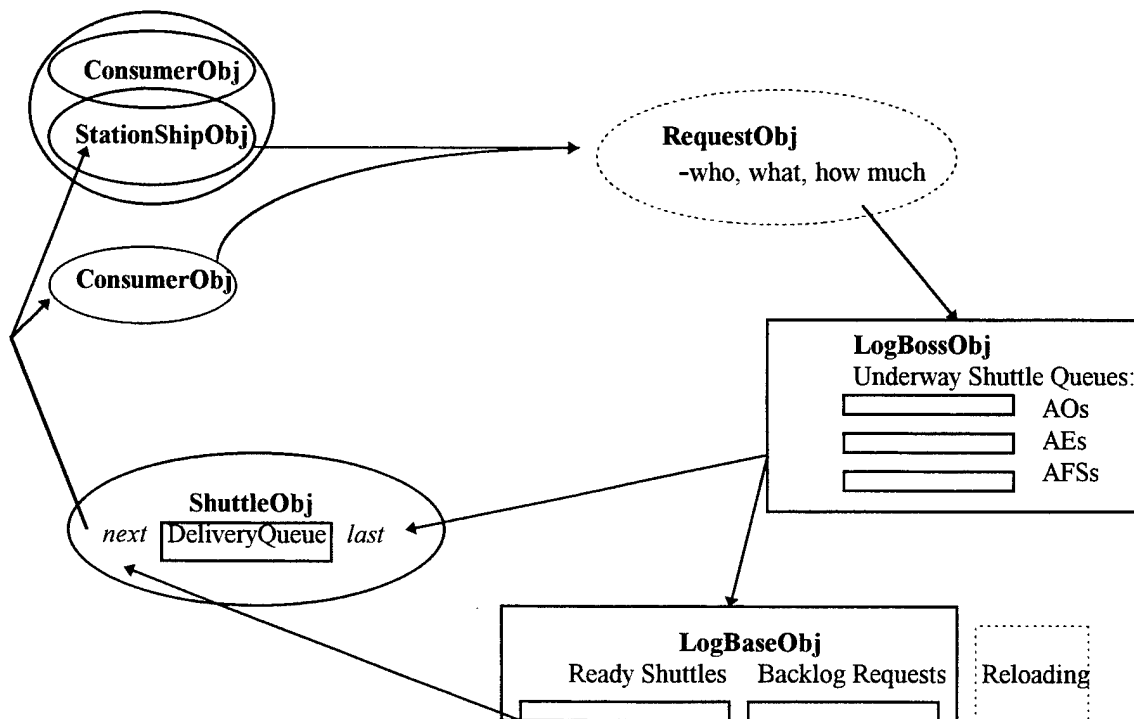 ConsumerObj
StationShipObj
RequestObj
-who, what, how much
ConsumerObj
LogBossObj
Underway Shuttle Queues:
AOs
AEs
AFSs
ShuttleObj
next DeliveryQueue last
LogBaseObj
Ready Shuttles Backlog Requests Reloading